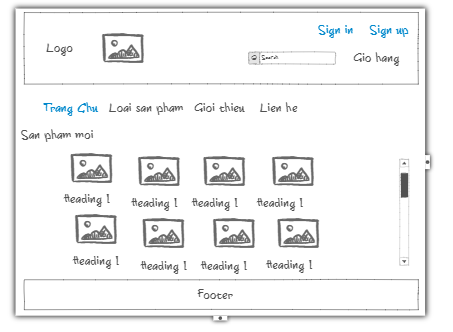 Sign in Sign up
Logo
Search
Gio hang
Trang Chu Loai san pham Gioi thieu Lien he
San pham moi
Heading 1 Heading 1 Heading 1 Heading 1
Heading 1 Heading 1 Heading 1 Heading 1
Footer